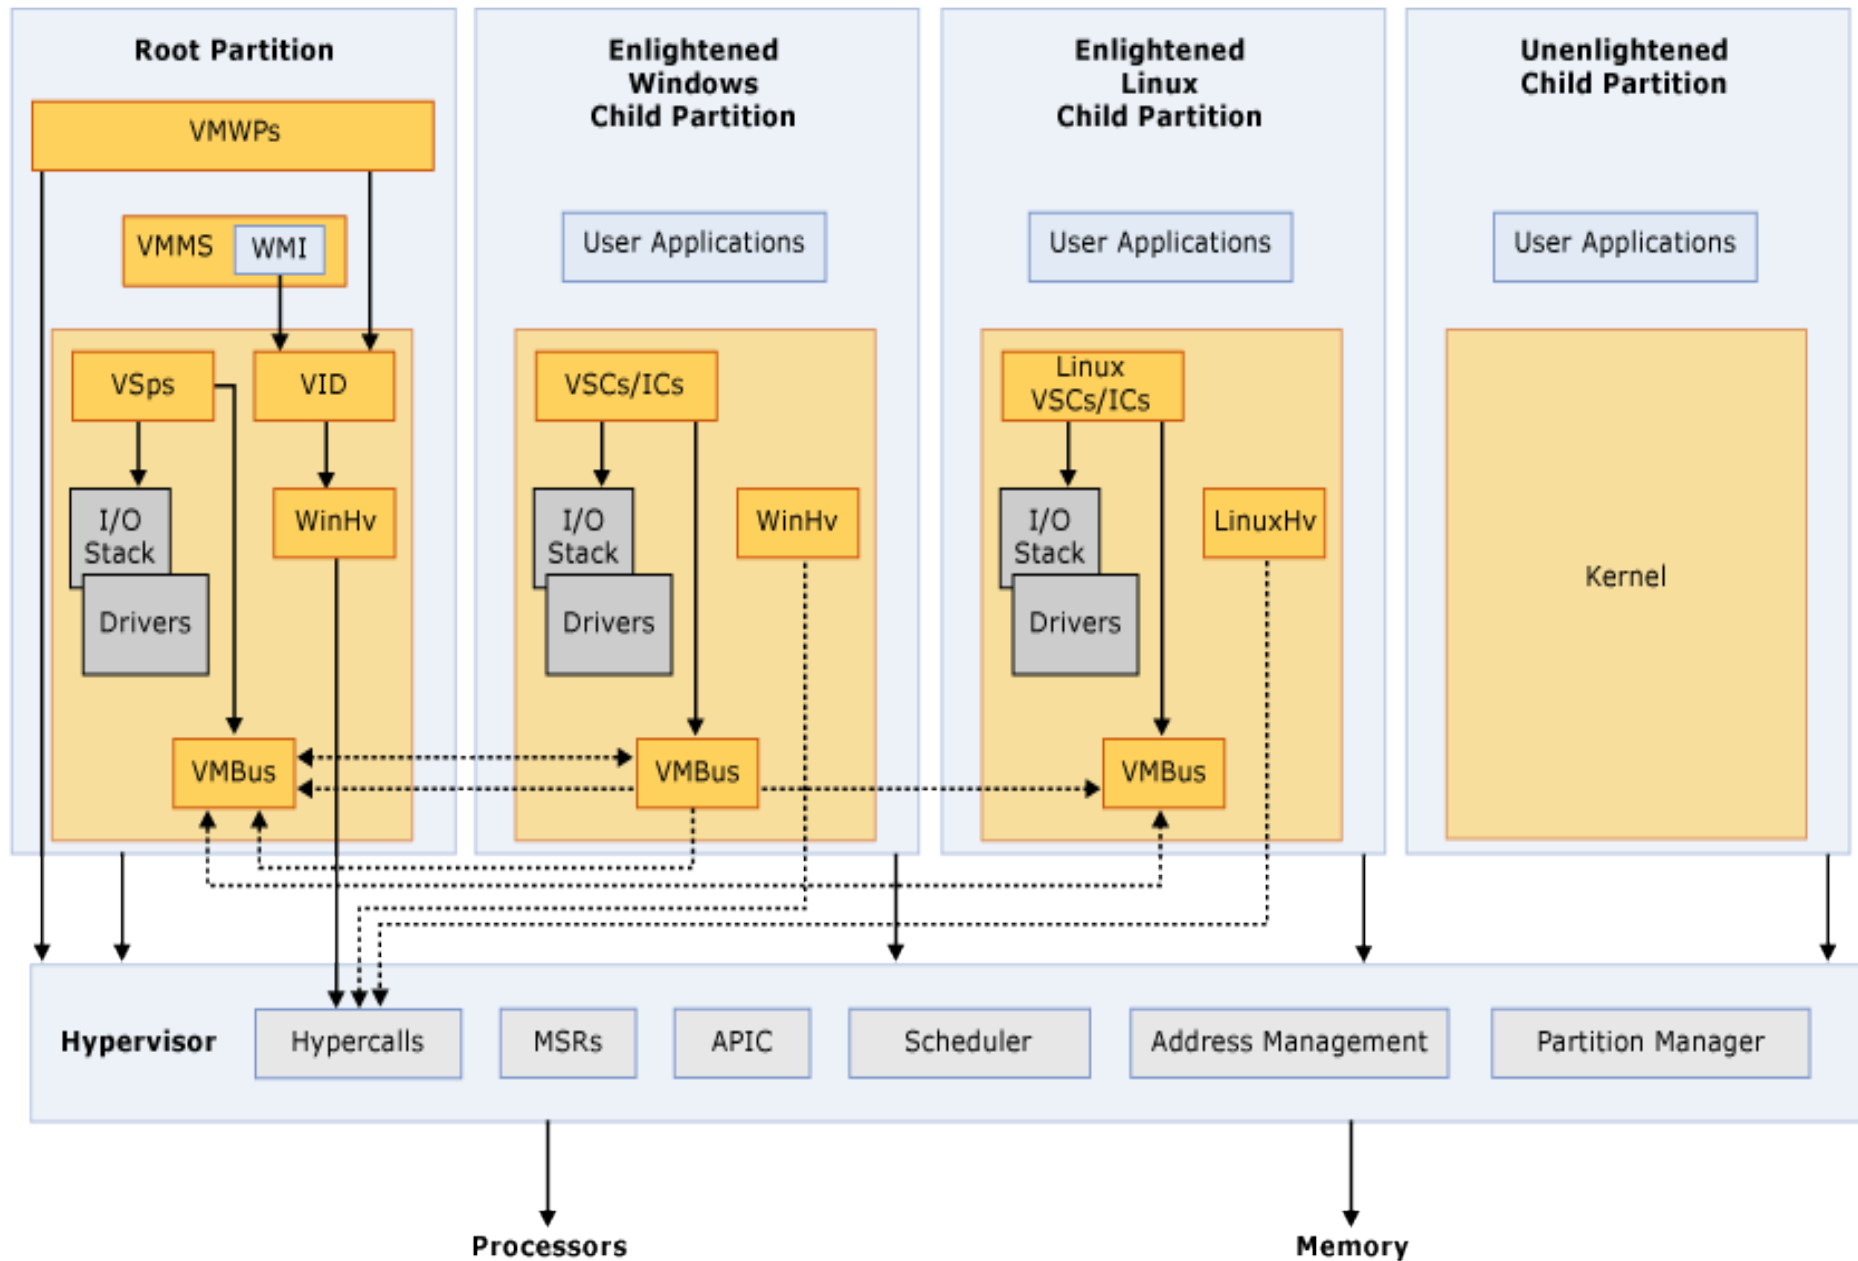 Root Partition
VMWPs
VMMS
WMI
VSps
VID
I/O
Stack
WinHv
Drivers
VMBus
Enlightened
Windows
Child Partition
User Applications
VSCs/ICs
I/O
Stack
WinHv
Drivers
VMBus
Enlightened
Linux
Child Partition
User Applications
Linux
VSCs/ICs
I/O
Stack
LinuxHv
Drivers
VMBus
Unenlightened
Child Partition
User Applications
Kernel
Hypervisor
Hypercalls
MSRs
APIC
Scheduler
Address Management
Partition Manager
Processors
Memory